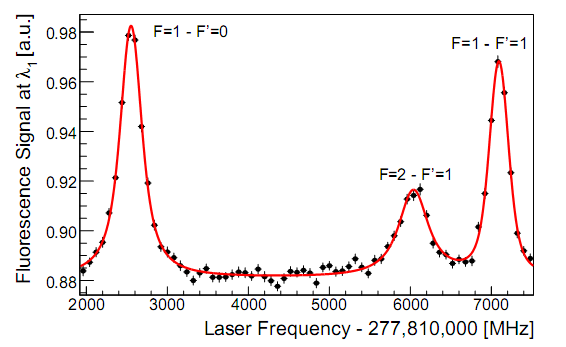 Fluorescence Signal at λ1 [a.u.]
0.98
0.96
0.94
0.92
0.90
0.88
F=1 - F'=0
F=1 - F'=1
F=2 - F'=1
2000 3000 4000 5000 6000 7000
Laser Frequency - 277,810,000 [MHz]